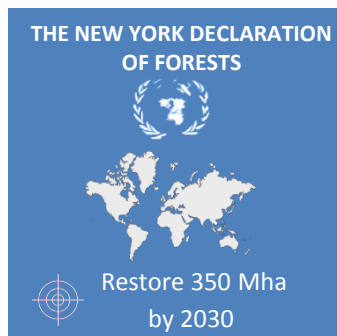 THE NEW YORK DECLARATION
OF FORESTS
Restore 350 Mha
by 2030